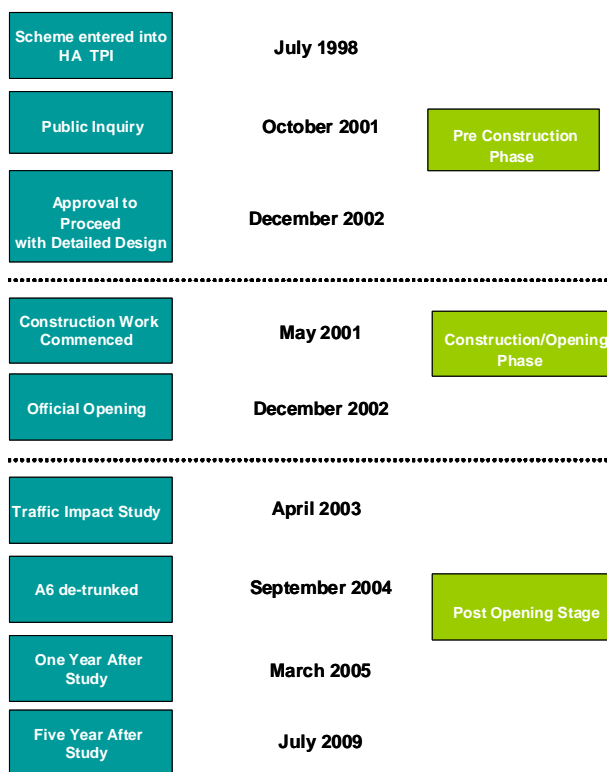 Scheme entered into
HA TPI
July 1998
Public Inquiry
October 2001
Pre Construction
Phase
Approval to
Proceed
with Detailed Design
December 2002
Construction Work
Commenced
May 2001
Construction/Opening
Phase
Official Opening
December 2002
Traffic Impact Study
April 2003
A6 de-trunked
September 2004
Post Opening Stage
One Year After
Study
March 2005
Five Year After
Study
July 2009